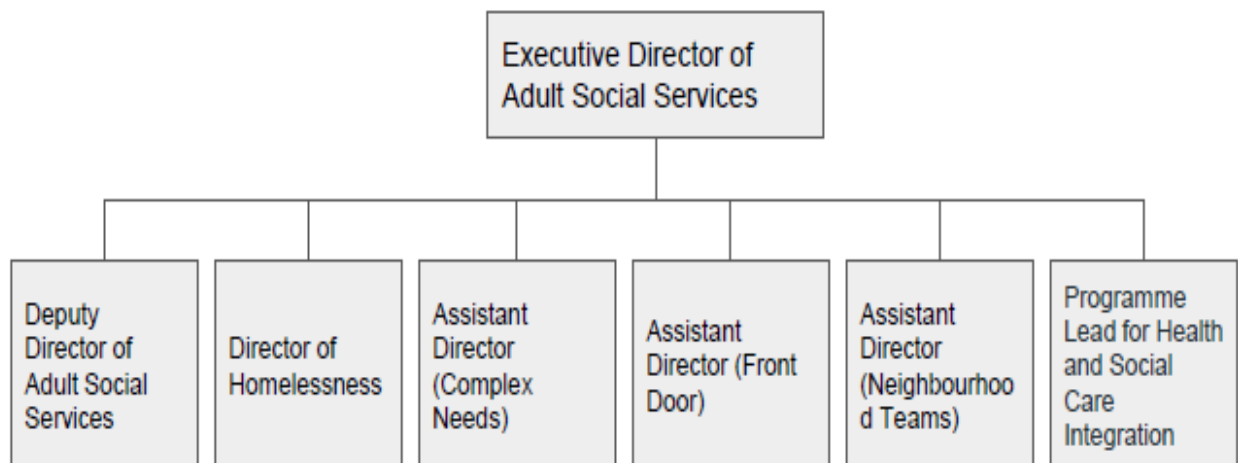 Executive Director of
Adult Social Services
Deputy
Director of
Adult Social
Services
Director of
Homelessness
Assistant
Director
(Complex
Needs)
Assistant
Director (Front
Door)
Assistant
Director
(Neighbourhoo
d Teams)
Programme
Lead for Health
and Social
Care
Integration